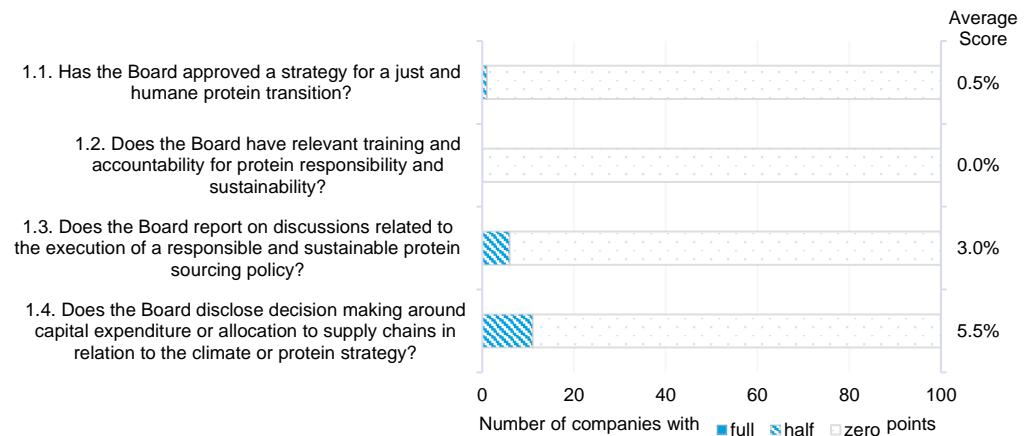 Average
Score
1.1. Has the Board approved a strategy for a just and
humane protein transition?
0.5%
1.2. Does the Board have relevant training and
accountability for protein responsibility and
sustainability?
0.0%
1.3. Does the Board report on discussions related to
the execution of a responsible and sustainable protein
sourcing policy?
3.0%
1.4. Does the Board disclose decision making around
capital expenditure or allocation to supply chains in
relation to the climate or protein strategy?
5.5%
0 20 40 60 80 100
Number of companies with full half zero points